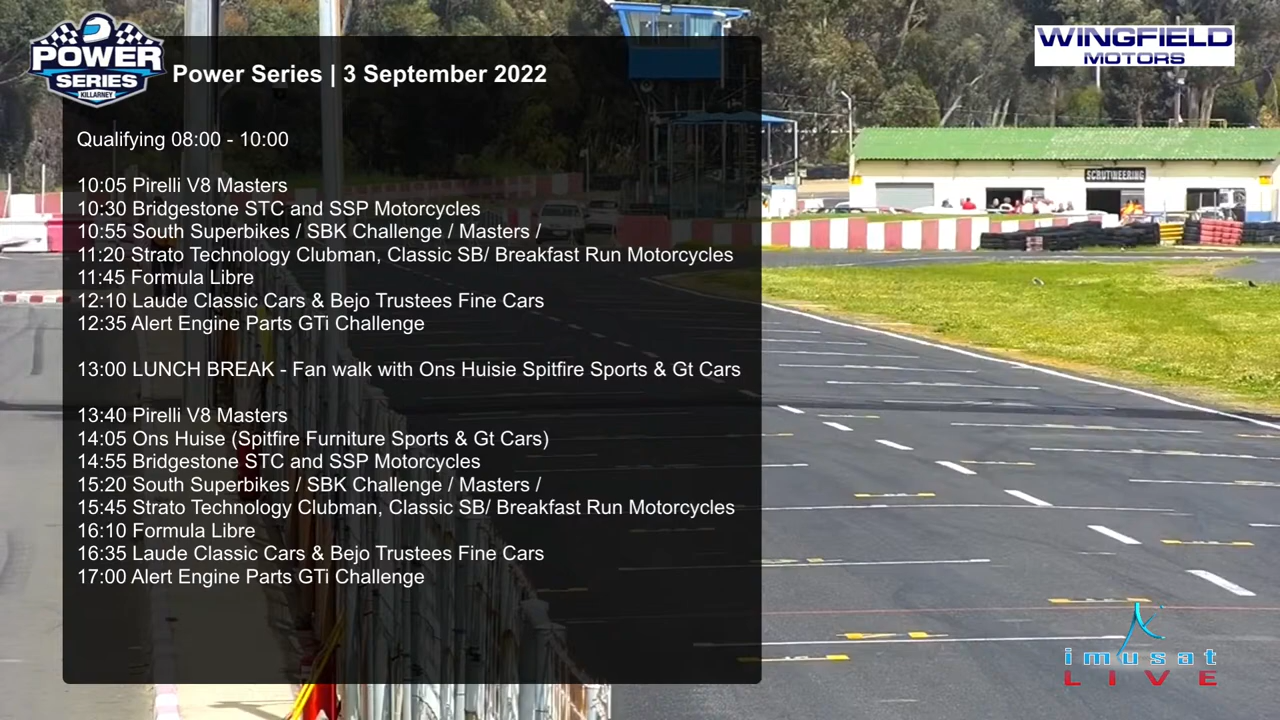 POWER
SERIES
KILLARNEY
Power Series | 3 September 2022
WINGFIELD
MOTORS
Qualifying 08:00 - 10:00
10:05 Pirelli V8 Masters
10:30 Bridgestone STC and SSP Motorcycles
10:55 South Superbikes / SBK Challenge / Masters /
11:20 Strato Technology Clubman, Classic SB/ Breakfast Run Motorcycles
11:45 Formula Libre
12:10 Laude Classic Cars & Bejo Trustees Fine Cars
12:35 Alert Engine Parts GTi Challenge
13:00 LUNCH BREAK - Fan walk with Ons Huisie Spitfire Sports & Gt Cars
13:40 Pirelli V8 Masters
14:05 Ons Huise (Spitfire Furniture Sports & Gt Cars)
14:55 Bridgestone STC and SSP Motorcycles
15:20 South Superbikes / SBK Challenge / Masters /
15:45 Strato Technology Clubman, Classic SB/ Breakfast Run Motorcycles
16:10 Formula Libre
16:35 Laude Classic Cars & Bejo Trustees Fine Cars
17:00 Alert Engine Parts GTi Challenge
SCRUTINEERING
imusat
LIVE